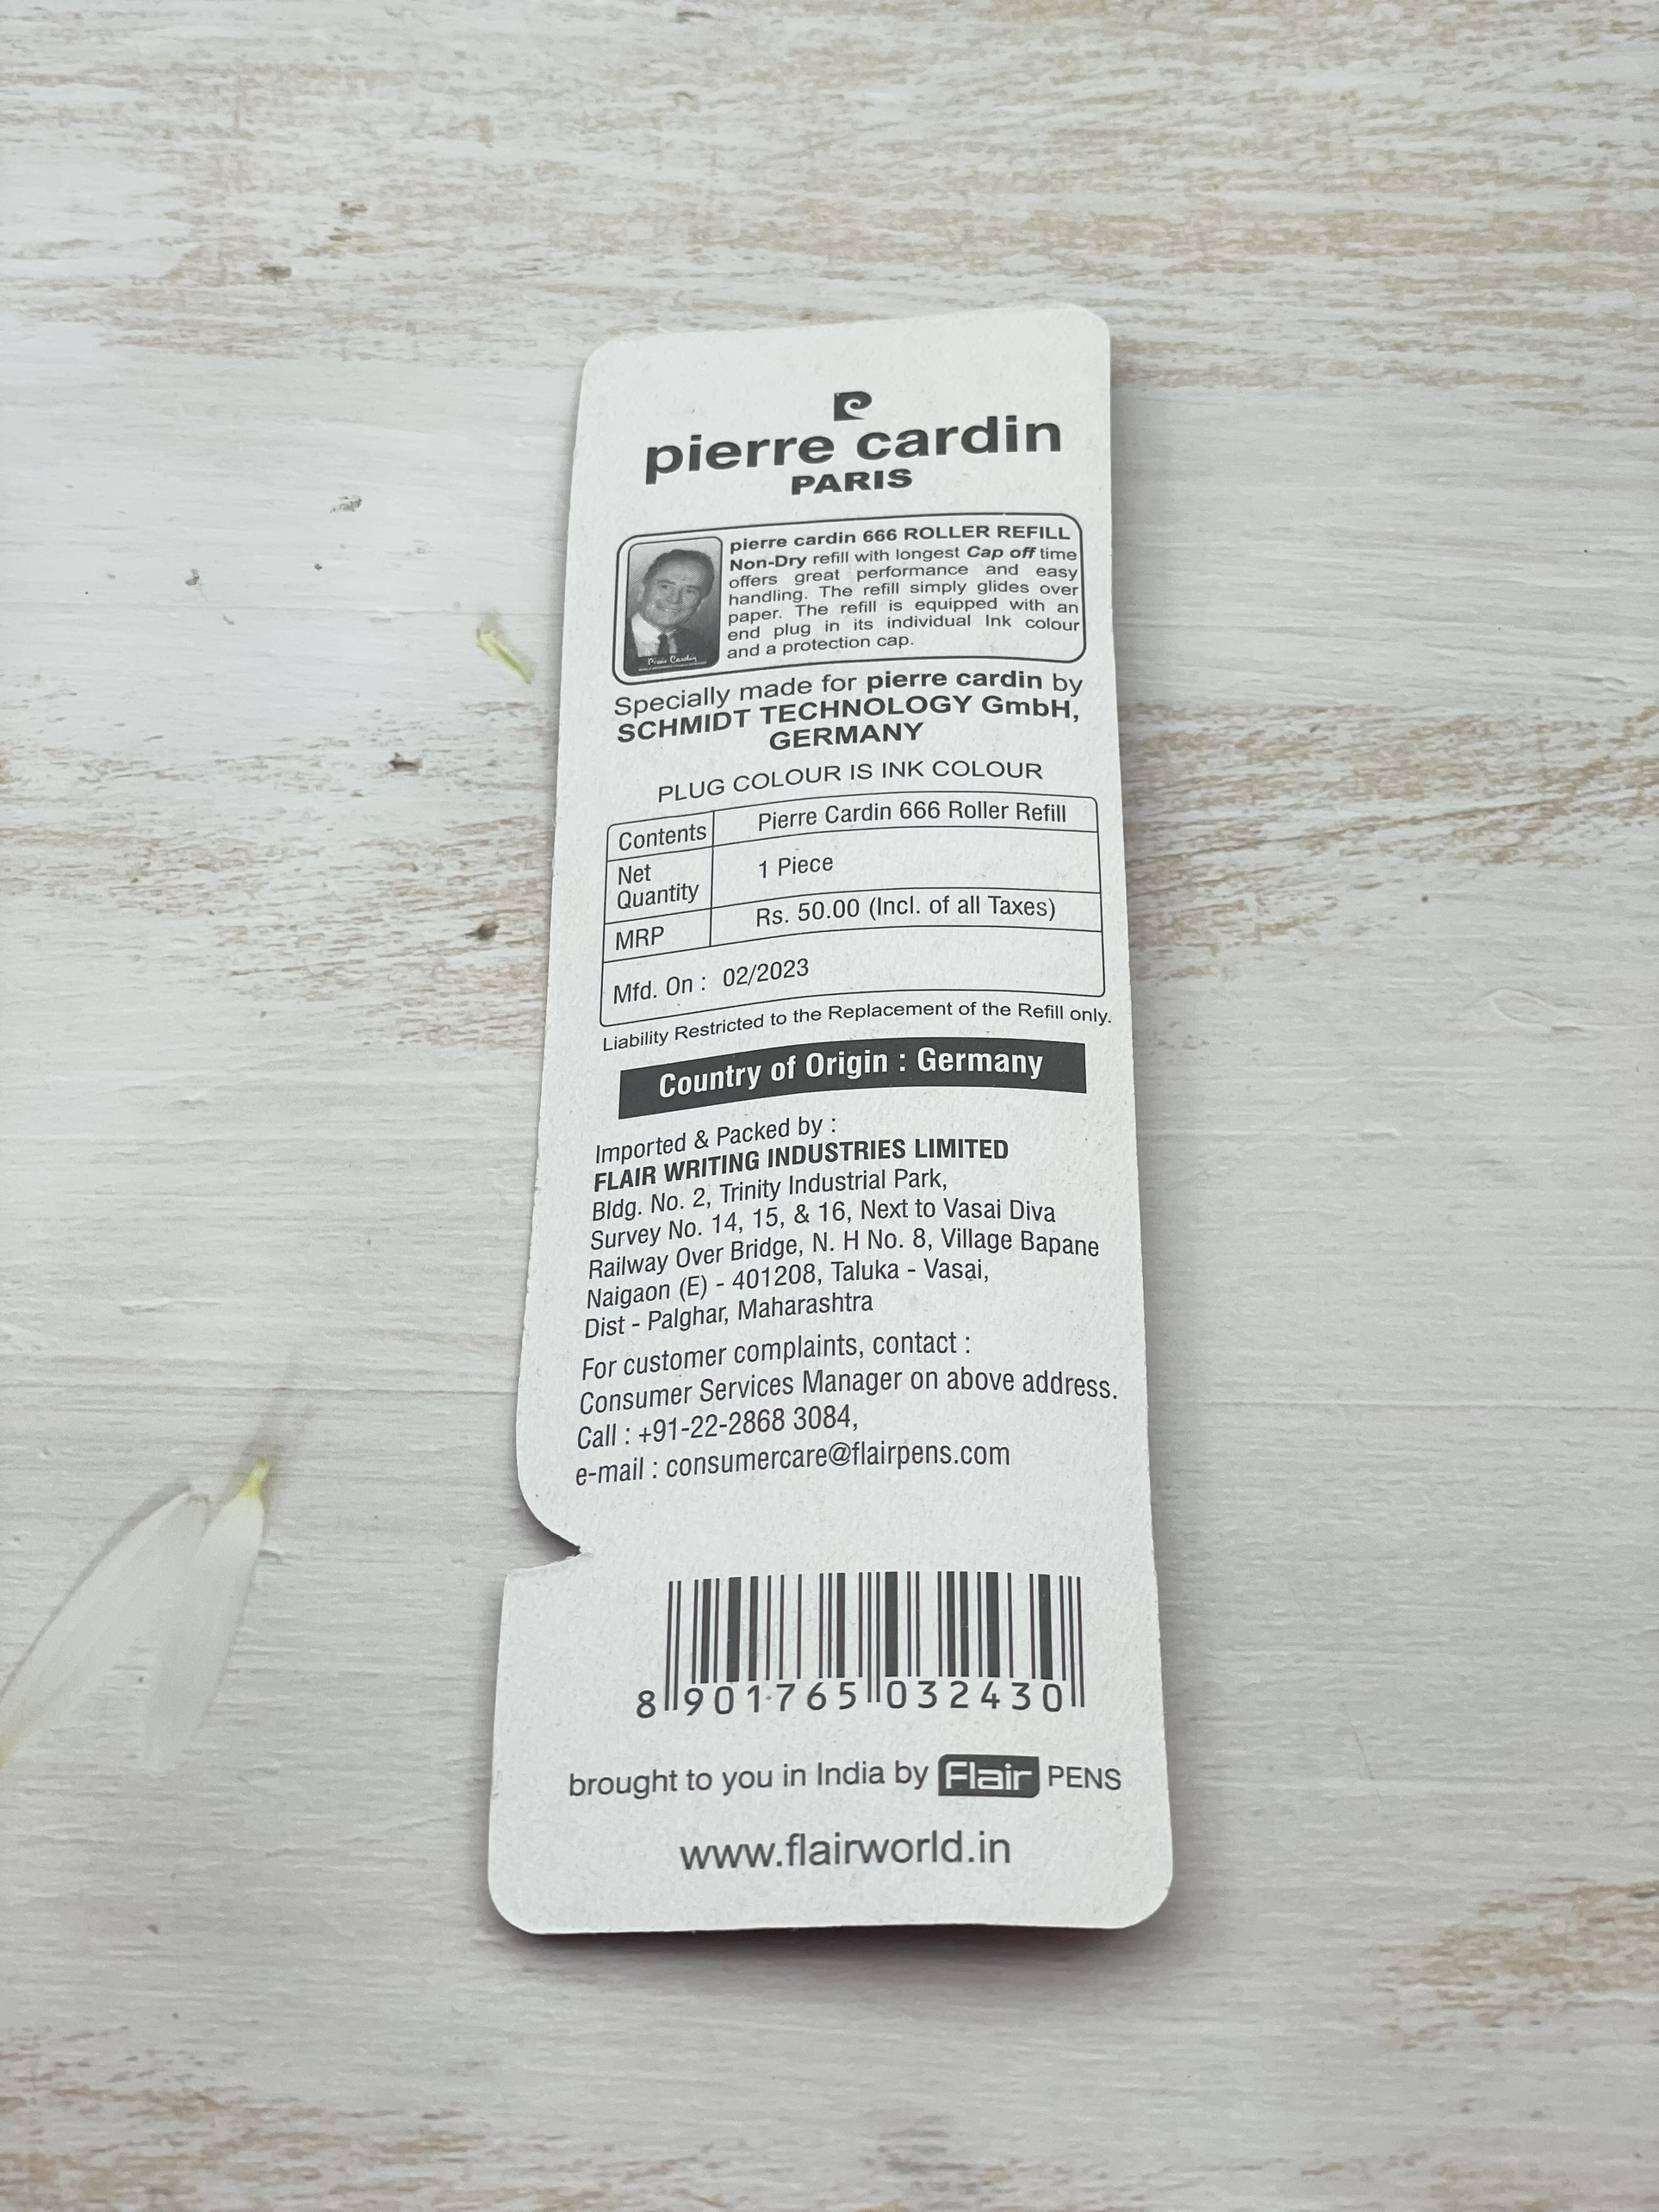 pierre cardin
PARIS
pierre cardin 666 ROLLER REFILL
Non-Dry refill with longest Cap off time
offers great performance and easy
handling. The refill simply glides over
paper. The refill is equipped with an
end plug in its individual Ink colour
and a protection cap.
Pierre Cardin
Specially made for pierre cardin by
SCHMIDT TECHNOLOGY GmbH,
GERMANY
PLUG COLOUR IS INK COLOUR
Contents Pierre Cardin 666 Roller Refill
Net Quantity 1 Piece
MRP Rs. 50.00 (Incl. of all Taxes)
Mfd. On : 02/2023
Liability Restricted to the Replacement of the Refill only.
Country of Origin : Germany
Imported & Packed by :
FLAIR WRITING INDUSTRIES LIMITED
Bldg. No. 2, Trinity Industrial Park,
Survey No. 14, 15, & 16, Next to Vasai Diva
Railway Over Bridge, N. H No. 8, Village Bapane
Naigaon (E) - 401208, Taluka - Vasai,
Dist - Palghar, Maharashtra
For customer complaints, contact :
Consumer Services Manager on above address.
Call : +91-22-2868 3084,
e-mail : consumercare@flairpens.com
8 901765 032430
brought to you in India by Flair PENS
www.flairworld.in